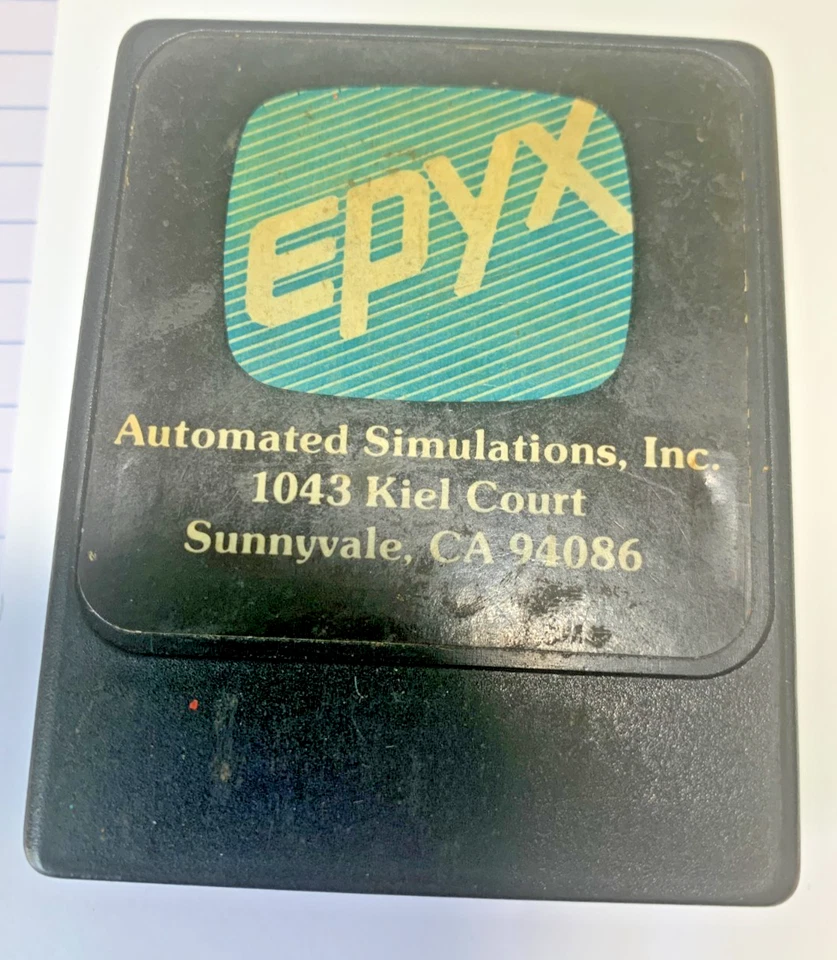 EPYX
Automated Simulations, Inc.
1043 Kiel Court
Sunnyvale, CA 94086